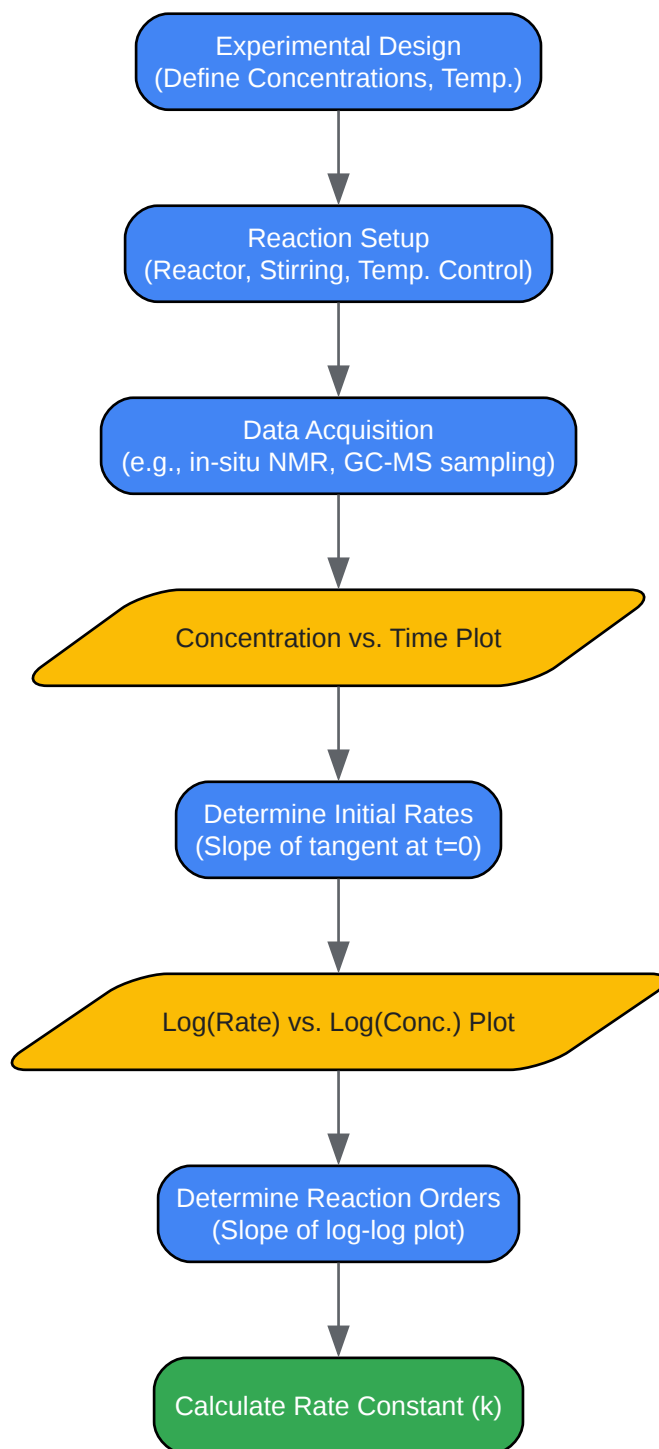 Experimental Design
(Define Concentrations, Temp.)
Reaction Setup
(Reactor, Stirring, Temp. Control)
Data Acquisition
(e.g., in-situ NMR, GC-MS sampling)
Concentration vs. Time Plot
Determine Initial Rates
(Slope of tangent at t=0)
Log(Rate) vs. Log(Conc.) Plot
Determine Reaction Orders
(Slope of log-log plot)
Calculate Rate Constant (k)